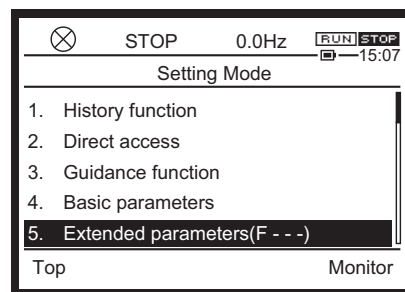 STOP 0.0Hz RUN STOP
15:07
Setting Mode
1. History function
2. Direct access
3. Guidance function
4. Basic parameters
5. Extended parameters(F - - -)
Top Monitor